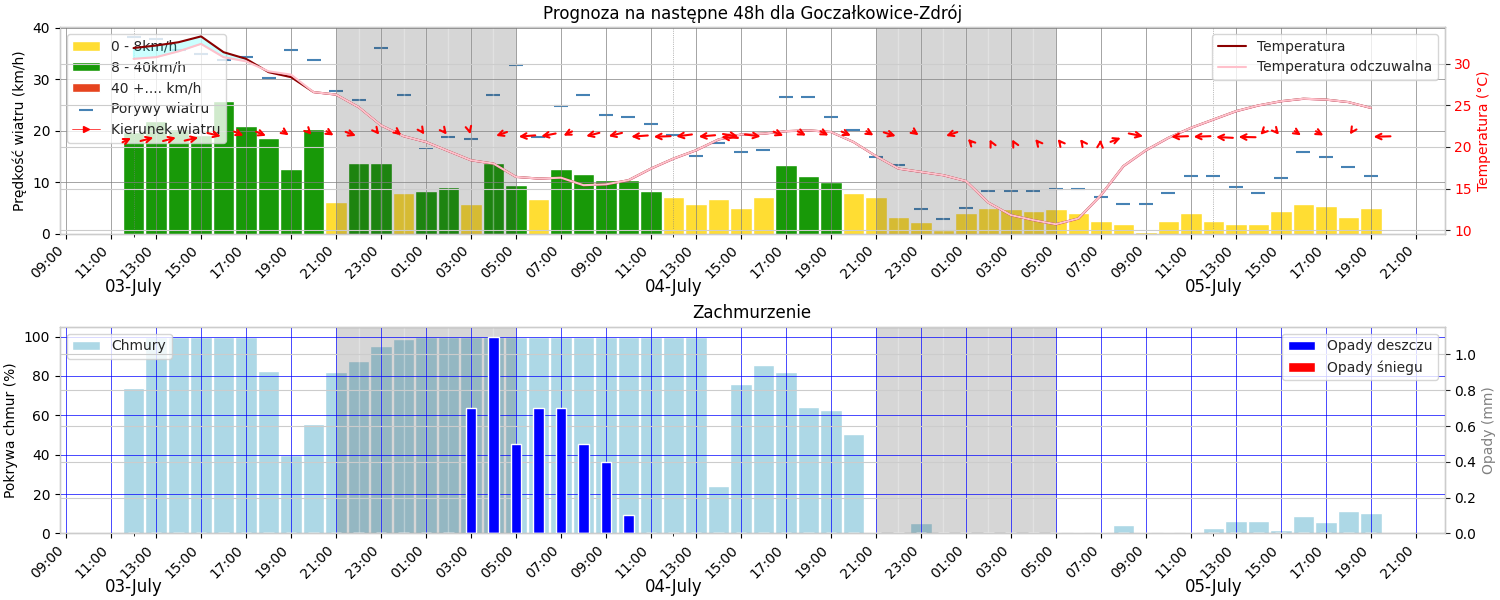 Prognoza na następne 48h dla Goczałkowice-Zdrój
Prędkość wiatru (km/h)
40
30
20
10
0
0 - 8km/h
8 - 40km/h
40 +.... km/h
Porywy wiatru
Kierunek wiatru
Temperatura
Temperatura odczuwalna
30
25
20
15
10
Temperatura (°C)
09:00 11:00 13:00 15:00 17:00 19:00 21:00 23:00 01:00 03:00 05:00 07:00 09:00 11:00 13:00 15:00 17:00 19:00 21:00 23:00 01:00 03:00 05:00 07:00 09:00 11:00 13:00 15:00 17:00 19:00 21:00
03-July 04-July 05-July
Zachmurzenie
Pokrywa chmur (%)
100
80
60
40
20
0
Chmury
Opady deszczu
Opady śniegu
1.0
0.8
0.6
0.4
0.2
0.0
Opady (mm)
09:00 11:00 13:00 15:00 17:00 19:00 21:00 23:00 01:00 03:00 05:00 07:00 09:00 11:00 13:00 15:00 17:00 19:00 21:00 23:00 01:00 03:00 05:00 07:00 09:00 11:00 13:00 15:00 17:00 19:00 21:00
03-July 04-July 05-July